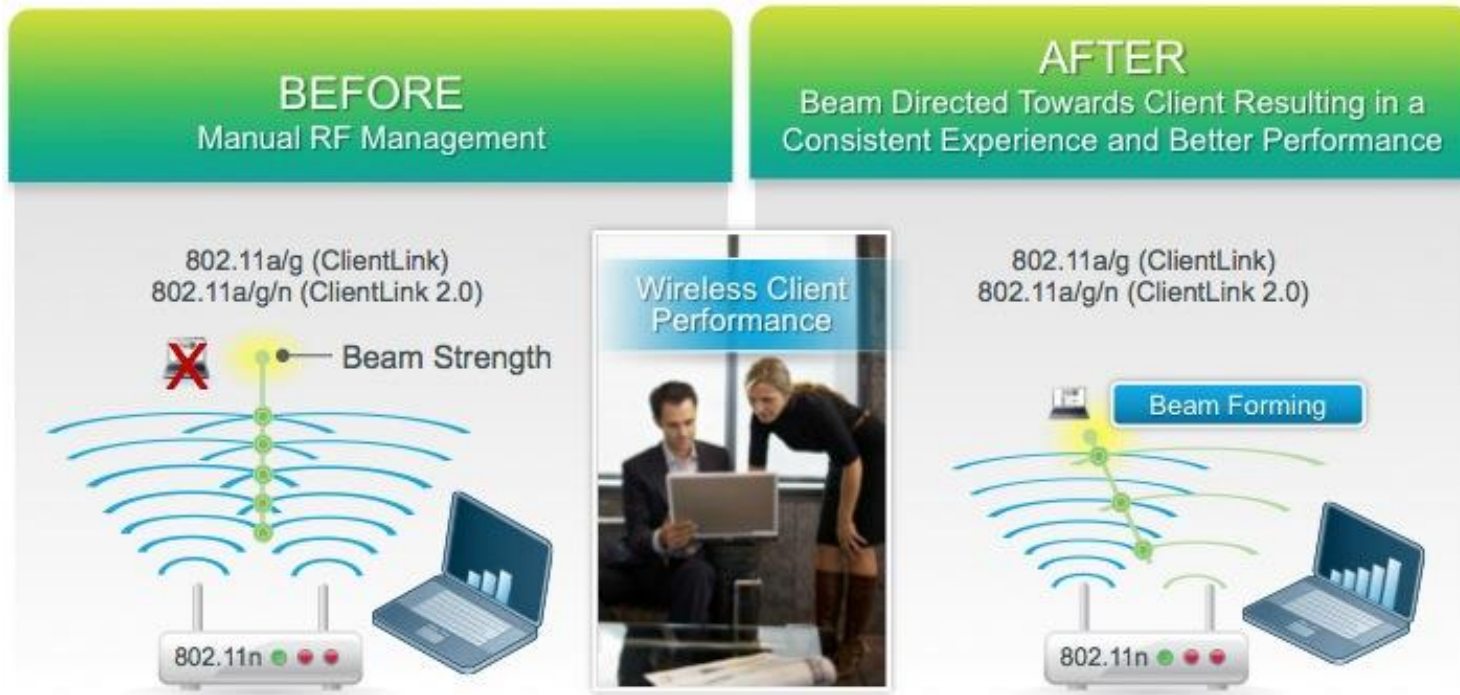 BEFORE
Manual RF Management
802.11a/g (ClientLink)
802.11a/g/n (ClientLink 2.0)
Beam Strength
802.11n
Wireless Client
Performance
AFTER
Beam Directed Towards Client Resulting in a
Consistent Experience and Better Performance
802.11a/g (ClientLink)
802.11a/g/n (ClientLink 2.0)
Beam Forming
802.11n